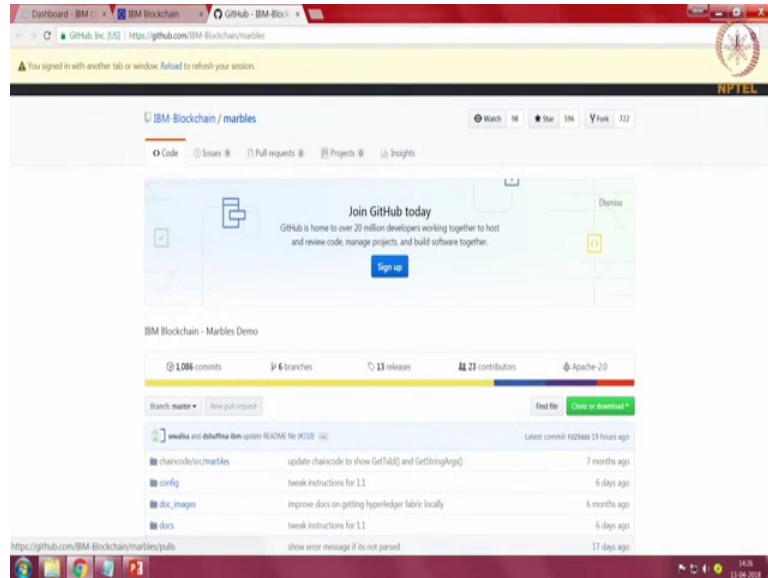 Dashboard - IBM C
IBM Blockchain
GitHub - IBM-Block
GitHub, Inc. [US] | https://github.com/IBM-Blockchain/marbles
You signed in with another tab or window. Reload to refresh your session.
NPTEL
IBM-Blockchain / marbles
Watch 98 Star 596 Fork 722
Code Issues Pull requests Projects Insights
Join GitHub today
Dismiss
GitHub is home to over 20 million developers working together to host
and review code, manage projects, and build software together.
Sign up
IBM Blockchain - Marbles Demo
1,086 commits 6 branches 13 releases 23 contributors Apache-2.0
Branch: master New pull request Find file Clone or download
and dshuffma-ibm update README file (#210) Latest commit 19 hours ago
chaincode/src/marbles update chaincode to show GetTxId() and GetStringArgs() 7 months ago
config tweak instructions for 1.1 6 days ago
doc_images improve docs on getting hyperledger fabric locally 6 months ago
docs tweak instructions for 1.1 6 days ago
https://github.com/IBM-Blockchain/marbles/pulls show error message if its not parsed 17 days ago
14:26
13-04-2018